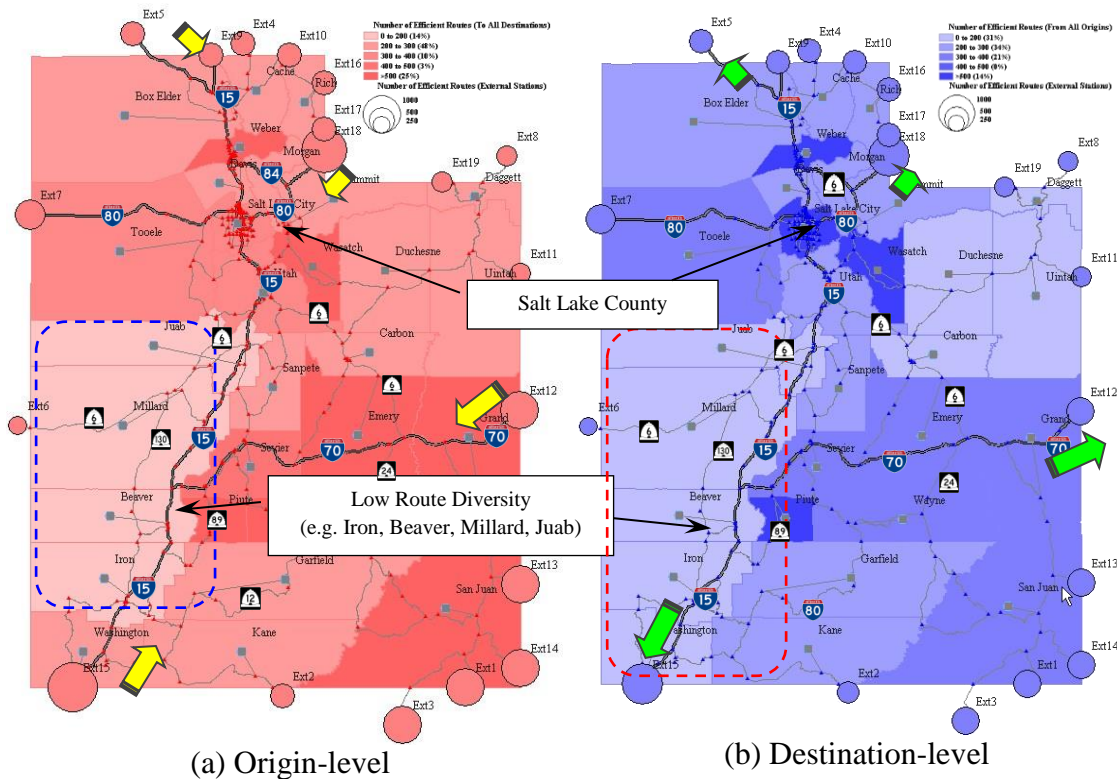 Ext5
Ext4
Ext9
Ext10
Cache
Ext16
Rich
Ext17
Ext18
Box Elder
15
Weber
Morgan
Davis
84
Ext8
Ext19
Daggett
Ext7
80
Salt Lake City
80
Tooele
Wasatch
Duchesne
Ext11
Uintah
Utah
15
6
Juab
6
Carbon
Sanpete
6
Ext12
Ext6
Millard
Emery
Grand
6
130
15
Sevier
70
70
24
Beaver
Piute
89
Iron
Garfield
15
12
Ext13
San Juan
Washington
Kane
Ext14
Ext15
Ext2
Ext1
Ext3
Number of Efficient Routes (To All Destinations)
0 to 200 (14%)
200 to 300 (48%)
300 to 400 (10%)
400 to 500 (3%)
>500 (25%)
Number of Efficient Routes (External Stations)
1000
500
250
Salt Lake County
Low Route Diversity
(e.g. Iron, Beaver, Millard, Juab)
(a) Origin-level
Ext5
Ext4
Ext9
Ext10
Cache
Ext16
Rich
Ext17
Ext18
Box Elder
15
Weber
Morgan
Davis
6
Ext8
Ext19
Daggett
Ext7
80
Salt Lake City
80
Tooele
Wasatch
Duchesne
Ext11
Uintah
Utah
15
6
Juab
6
Carbon
Sanpete
6
Ext12
Ext6
Millard
Emery
Grand
6
130
15
Sevier
70
70
24
Beaver
Piute
Wayne
89
Iron
Garfield
15
80
Ext13
San Juan
Washington
Kane
Ext14
Ext15
Ext2
Ext1
Ext3
Number of Efficient Routes (From All Origins)
0 to 200 (31%)
200 to 300 (34%)
300 to 400 (21%)
400 to 500 (0%)
>500 (14%)
Number of Efficient Routes (External Stations)
1000
500
250
(b) Destination-level